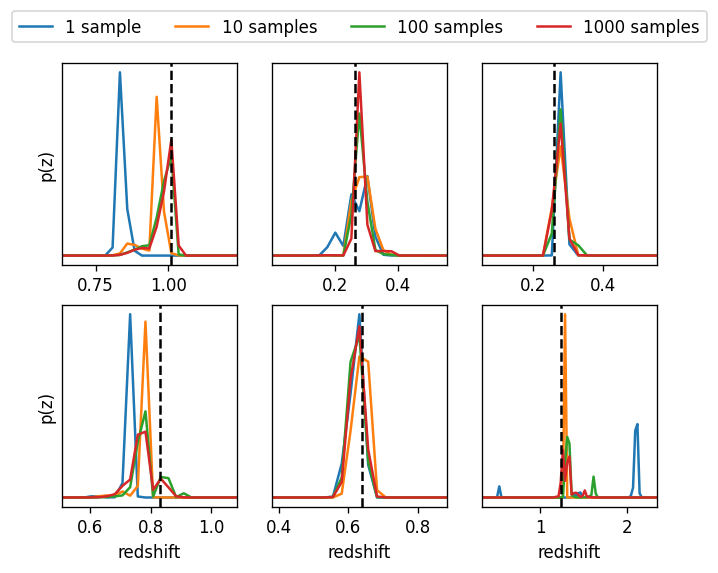 1 sample 10 samples 100 samples 1000 samples
p(z)
0.75 1.00
0.2 0.4
0.2 0.4
p(z)
0.6 0.8 1.0
0.4 0.6 0.8
1 2
redshift redshift redshift